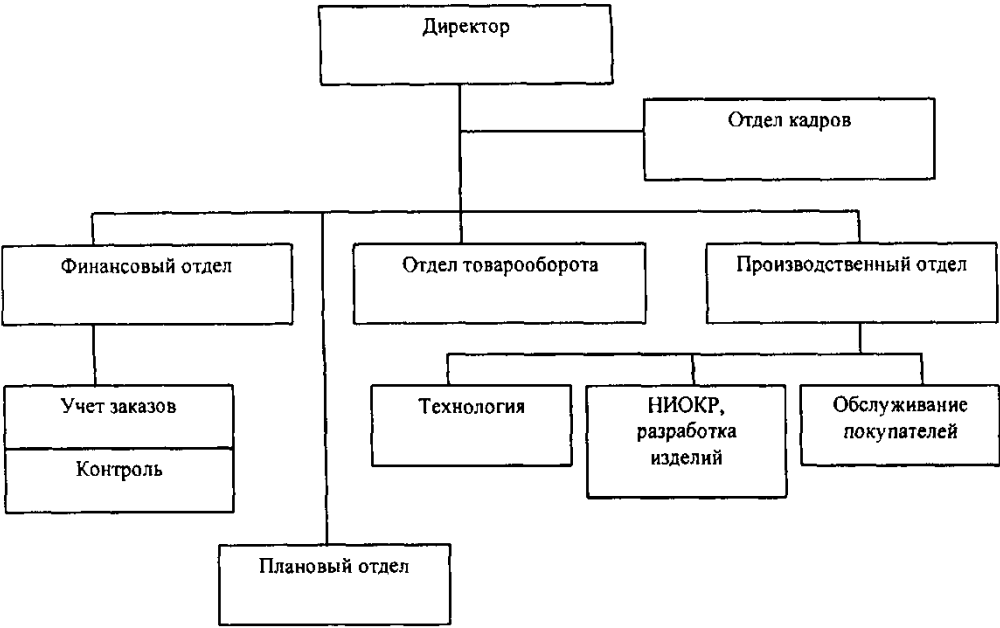 Директор
Отдел кадров
Финансовый отдел
Отдел товарооборота
Производственный отдел
Учет заказов
Контроль
Технология
НИОКР,
разработка
изделий
Обслуживание
покупателей
Плановый отдел